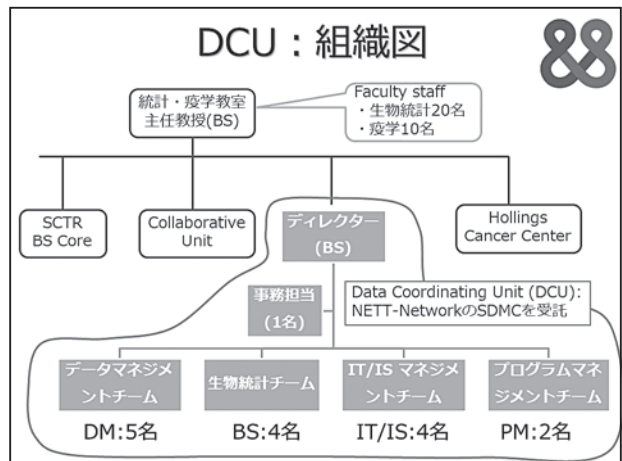 DCU：組織図
統計・疫学教室
主任教授(BS)
Faculty staff
・生物統計20名
・疫学10名
SCTR
BS Core
Collaborative
Unit
ディレクター
(BS)
Hollings
Cancer Center
事務担当
(1名)
Data Coordinating Unit (DCU):
NETT-NetworkのSDMCを受託
データマネジメ
ントチーム
生物統計チーム
IT/IS マネジメ
ントチーム
プログラムマネ
ジメントチーム
DM:5名
BS:4名
IT/IS:4名
PM:2名